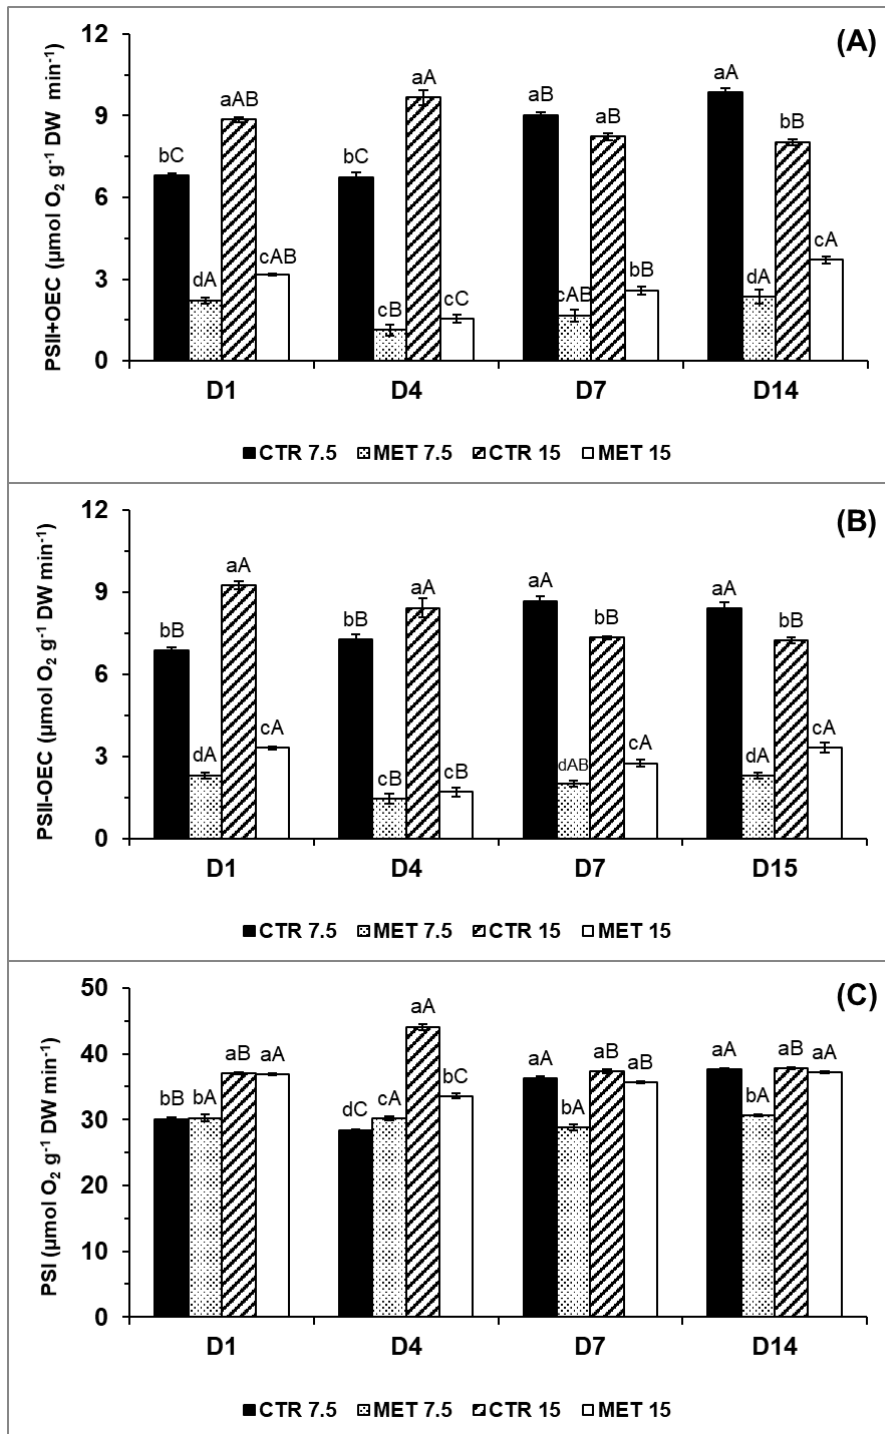 (A)
PSII+OEC (µmol O₂ g⁻¹ DW min⁻¹)
12
9
6
3
0
bC dA aAB cAB
bC cB aA cC
aB cAB aB bB
aA dA bB cA
D1 D4 D7 D14
CTR 7.5 MET 7.5 CTR 15 MET 15
(B)
PSII-OEC (µmol O₂ g⁻¹ DW min⁻¹)
12
9
6
3
0
bB dA aA cA
bB cB aA cB
aA dAB bB cA
aA dA bB cA
D1 D4 D7 D15
CTR 7.5 MET 7.5 CTR 15 MET 15
(C)
PSI (µmol O₂ g⁻¹ DW min⁻¹)
50
40
30
20
10
0
bB bA aB aA
dC cA aA bC
aA bA aB aB
aA bA aB aA
D1 D4 D7 D14
CTR 7.5 MET 7.5 CTR 15 MET 15